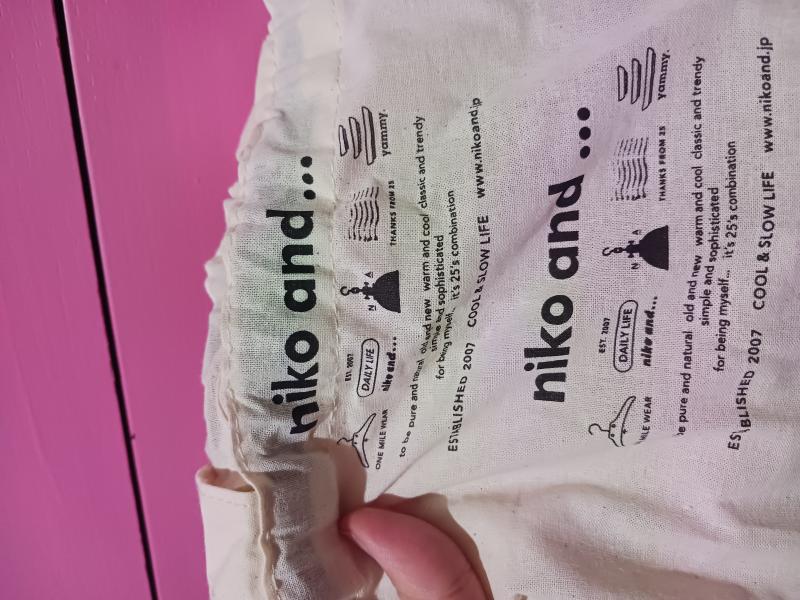 niko and...
ONE MILE WEAR
EST. 2007
DAILY LIFE
niko and...
N
A
THANKS FROM 25
yammy.
to be pure and natural old and new warm and cool classic and trendy
simple and sophisticated
for being myself... it's 25's combination
ESTABLISHED 2007 COOL & SLOW LIFE www.nikoand.jp
niko and...
MILE WEAR
EST. 2007
DAILY LIFE
niko and...
N
A
THANKS FROM 25
yammy.
be pure and natural old and new warm and cool classic and trendy
simple and sophisticated
for being myself... it's 25's combination
ESTABLISHED 2007 COOL & SLOW LIFE www.nikoand.jp